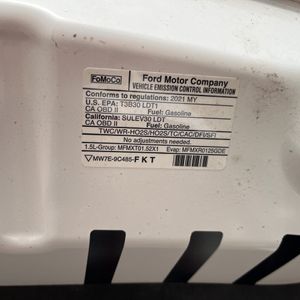 FoMoCo
Ford Motor Company
VEHICLE EMISSION CONTROL INFORMATION
Conforms to regulations: 2021 MY
U.S. EPA: T3B30 LDT1
CA OBD II Fuel: Gasoline
California: SULEV30 LDT
CA OBD II Fuel: Gasoline
TWC/WR-HO2S/HO2S/TC/CAC/DFI/SFI
No adjustments needed.
1.5L-Group: MFMXT01.52X1 Evap: MFMXR0125GDE
MW7E-9C485-FKT